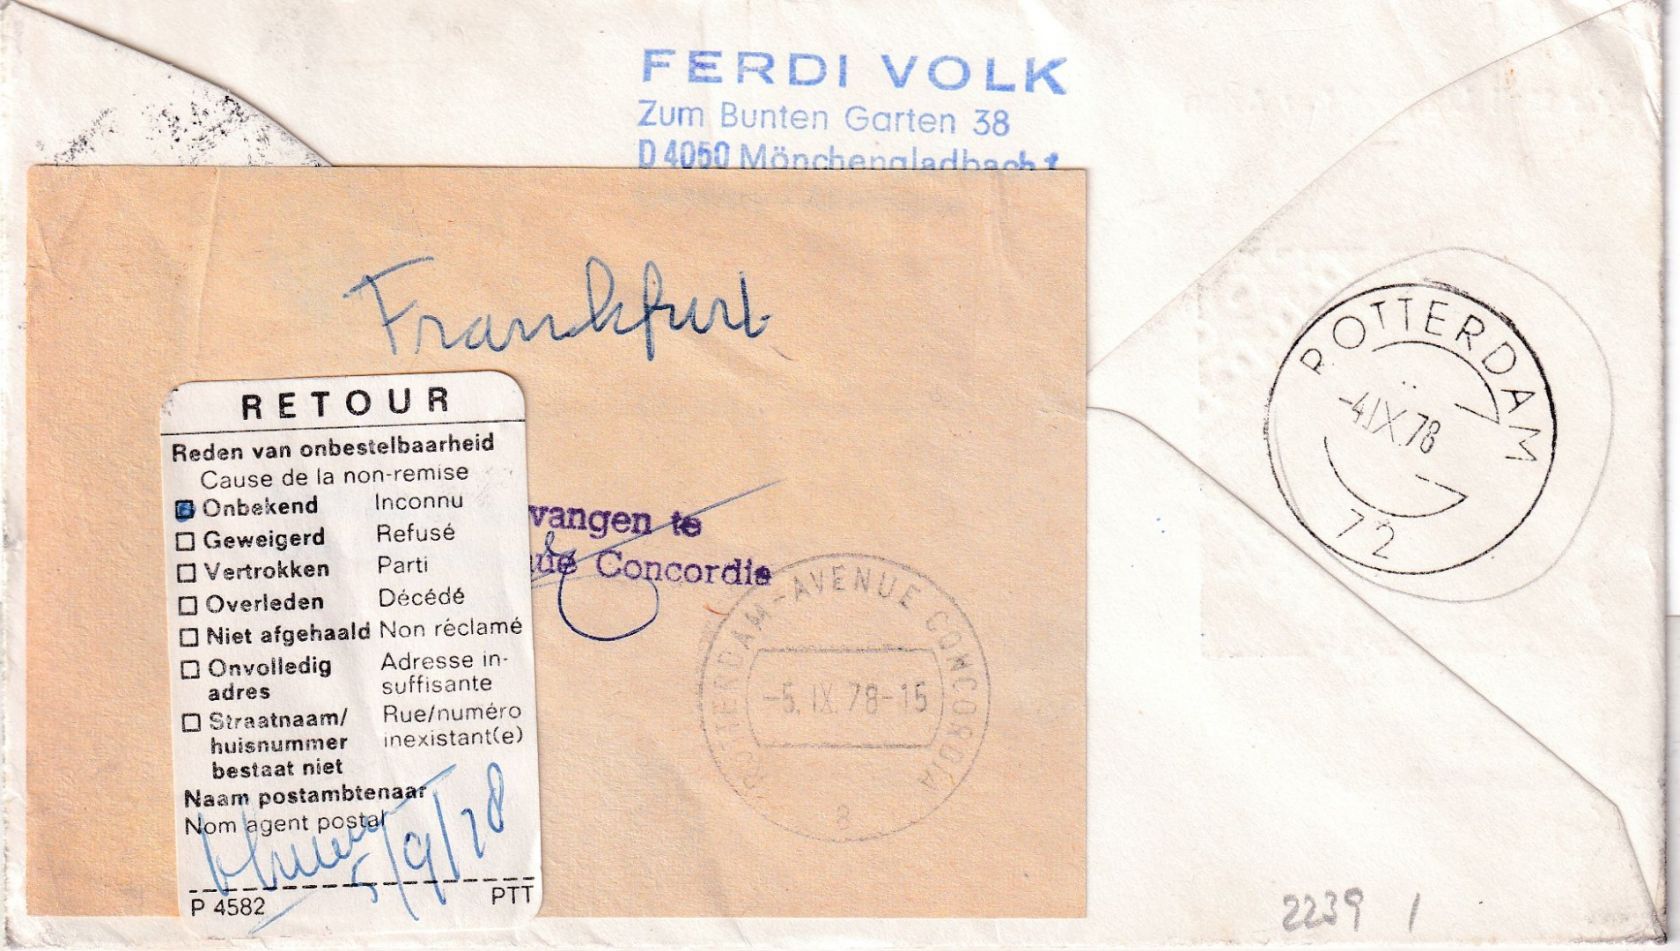 FERDI VOLK
Zum Bunten Garten 38
D 4050 Mönchengladbach 1
Frankfurt
RETOUR
Reden van onbestelbaarheid
Cause de la non-remise
Onbekend Inconnu
Geweigerd Refusé
Vertrokken Parti
Overleden Décédé
Niet afgehaald Non réclamé
Onvolledig adres Adresse in-
suffisante
Straatnaam/ Rue/numéro
huisnummer inexistant(e)
bestaat niet
Naam postambtenaar
Nom agent postal
5/9/78
P 4582 PTT
vangen te
Concordia
ROTTERDAM-AVENUE CONCORDIA
-5.IX.78-15
8
ROTTERDAM
-4.IX.78
72
2239 1